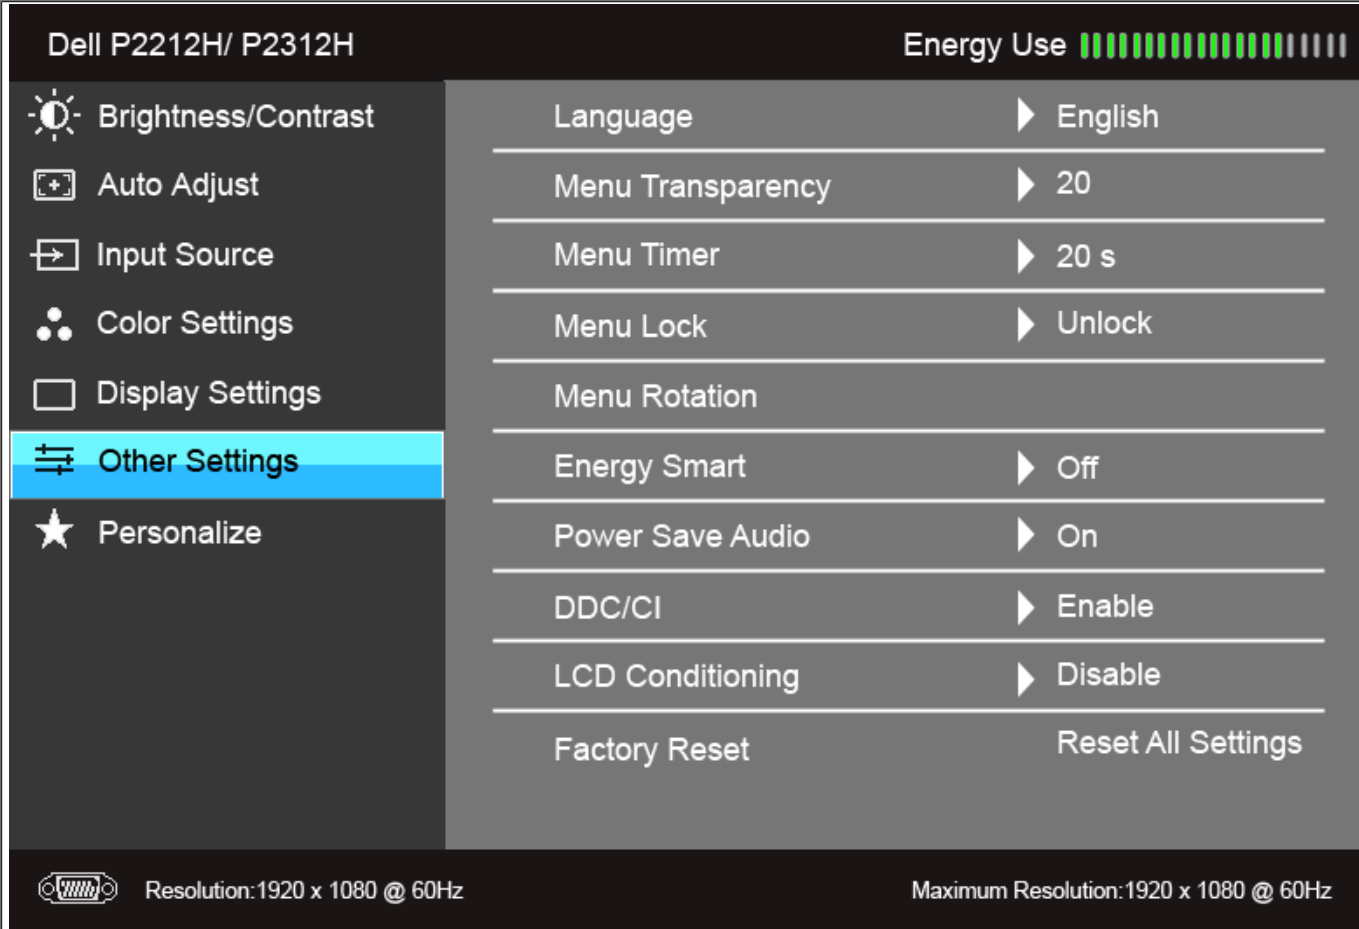 Dell P2212H/ P2312H
Energy Use
Brightness/Contrast
Auto Adjust
Input Source
Color Settings
Display Settings
Other Settings
Personalize
Language English
Menu Transparency 20
Menu Timer 20 s
Menu Lock Unlock
Menu Rotation
Energy Smart Off
Power Save Audio On
DDC/CI Enable
LCD Conditioning Disable
Factory Reset Reset All Settings
Resolution:1920 x 1080 @ 60Hz
Maximum Resolution:1920 x 1080 @ 60Hz